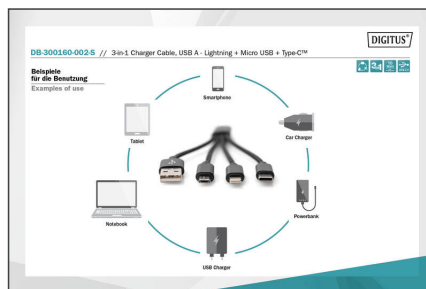 DIGITUS®
DB-300160-002-S // 3-in-1 Charger Cable, USB A - Lightning + Micro USB + Type-C™
Beispiele
für die Benutzung
Examples of use
Smartphone
Tablet
Car Charger
Notebook
Powerbank
USB Charger